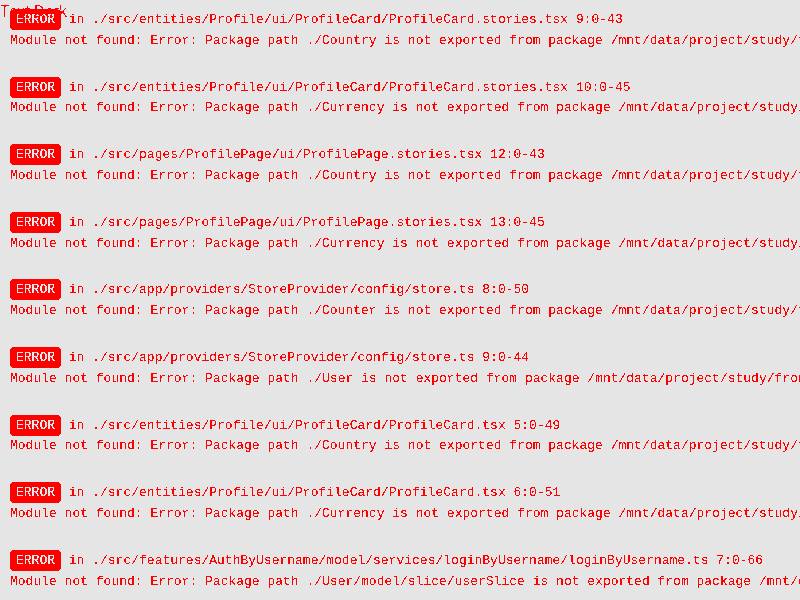 ERROR in ./src/entities/Profile/ui/ProfileCard/ProfileCard.stories.tsx 9:0-43
Module not found: Error: Package path ./Country is not exported from package /mnt/data/project/study/
ERROR in ./src/entities/Profile/ui/ProfileCard/ProfileCard.stories.tsx 10:0-45
Module not found: Error: Package path ./Currency is not exported from package /mnt/data/project/study
ERROR in ./src/pages/ProfilePage/ui/ProfilePage.stories.tsx 12:0-43
Module not found: Error: Package path ./Country is not exported from package /mnt/data/project/study/
ERROR in ./src/pages/ProfilePage/ui/ProfilePage.stories.tsx 13:0-45
Module not found: Error: Package path ./Currency is not exported from package /mnt/data/project/study
ERROR in ./src/app/providers/StoreProvider/config/store.ts 8:0-50
Module not found: Error: Package path ./Counter is not exported from package /mnt/data/project/study/
ERROR in ./src/app/providers/StoreProvider/config/store.ts 9:0-44
Module not found: Error: Package path ./User is not exported from package /mnt/data/project/study/fro
ERROR in ./src/entities/Profile/ui/ProfileCard/ProfileCard.tsx 5:0-49
Module not found: Error: Package path ./Country is not exported from package /mnt/data/project/study/
ERROR in ./src/entities/Profile/ui/ProfileCard/ProfileCard.tsx 6:0-51
Module not found: Error: Package path ./Currency is not exported from package /mnt/data/project/study
ERROR in ./src/features/AuthByUsername/model/services/loginByUsername/loginByUsername.ts 7:0-66
Module not found: Error: Package path ./User/model/slice/userSlice is not exported from package /mnt/